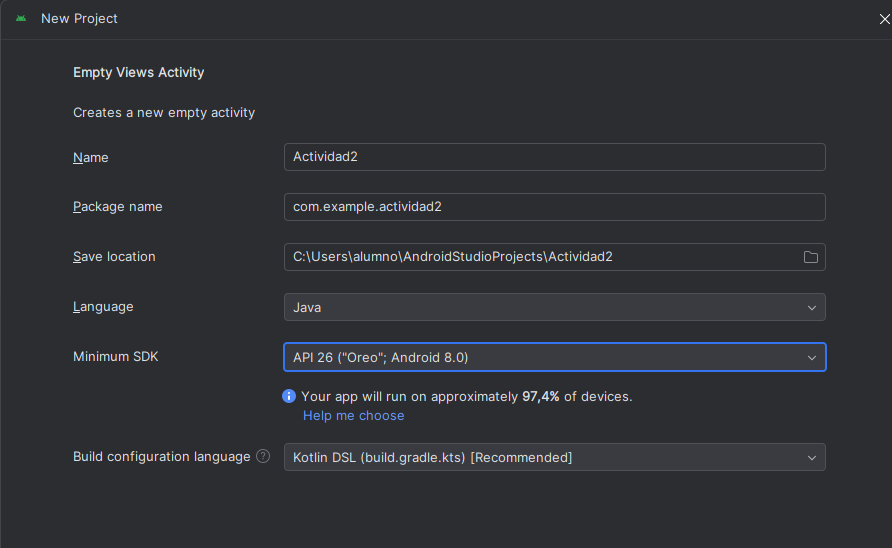 New Project
Empty Views Activity
Creates a new empty activity
Name
Actividad2
Package name
com.example.actividad2
Save location
C:\Users\alumno\AndroidStudioProjects\Actividad2
Language
Java
Minimum SDK
API 26 ("Oreo"; Android 8.0)
Your app will run on approximately 97,4% of devices.
Help me choose
Build configuration language ?
Kotlin DSL (build.gradle.kts) [Recommended]